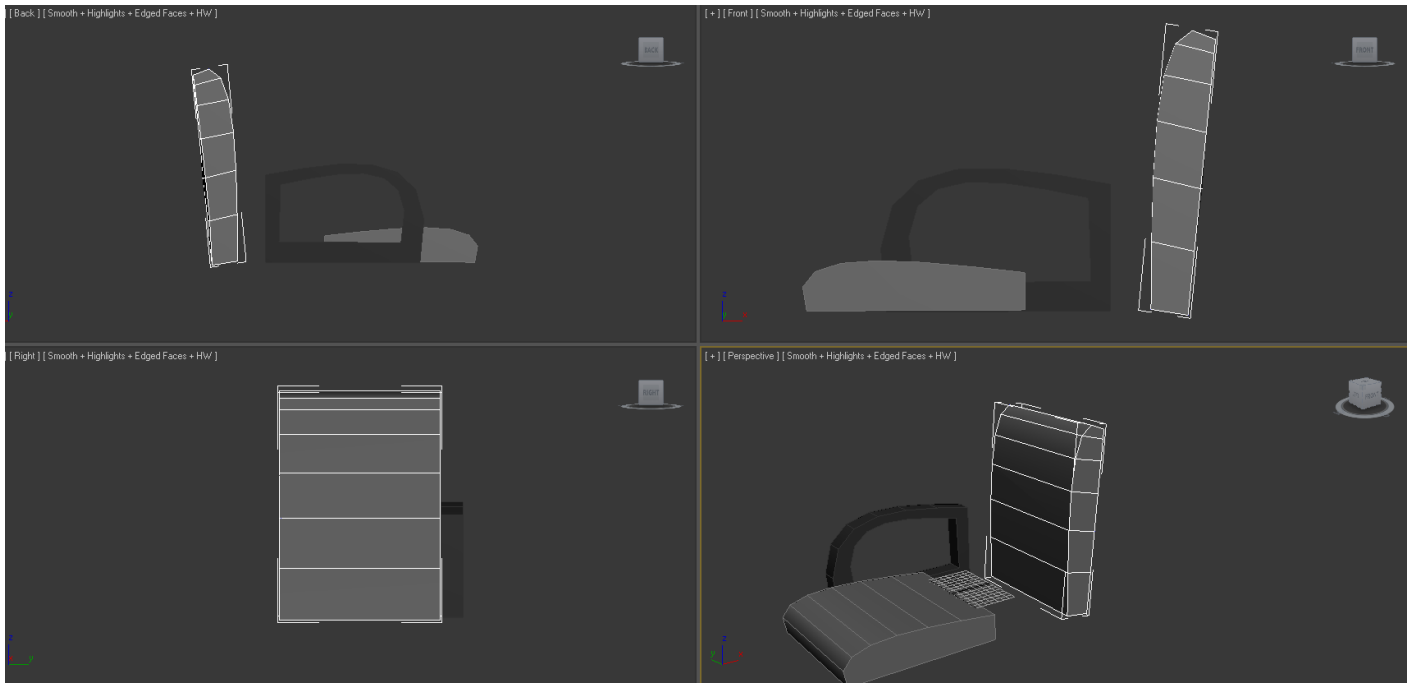 ] [ Back ] [ Smooth + Highlights + Edged Faces + HW ]
BACK
z
[ + ] [ Front ] [ Smooth + Highlights + Edged Faces + HW ]
FRONT
z
] [ Right ] [ Smooth + Highlights + Edged Faces + HW ]
RIGHT
z
y
[ + ] [ Perspective ] [ Smooth + Highlights + Edged Faces + HW ]
z
y